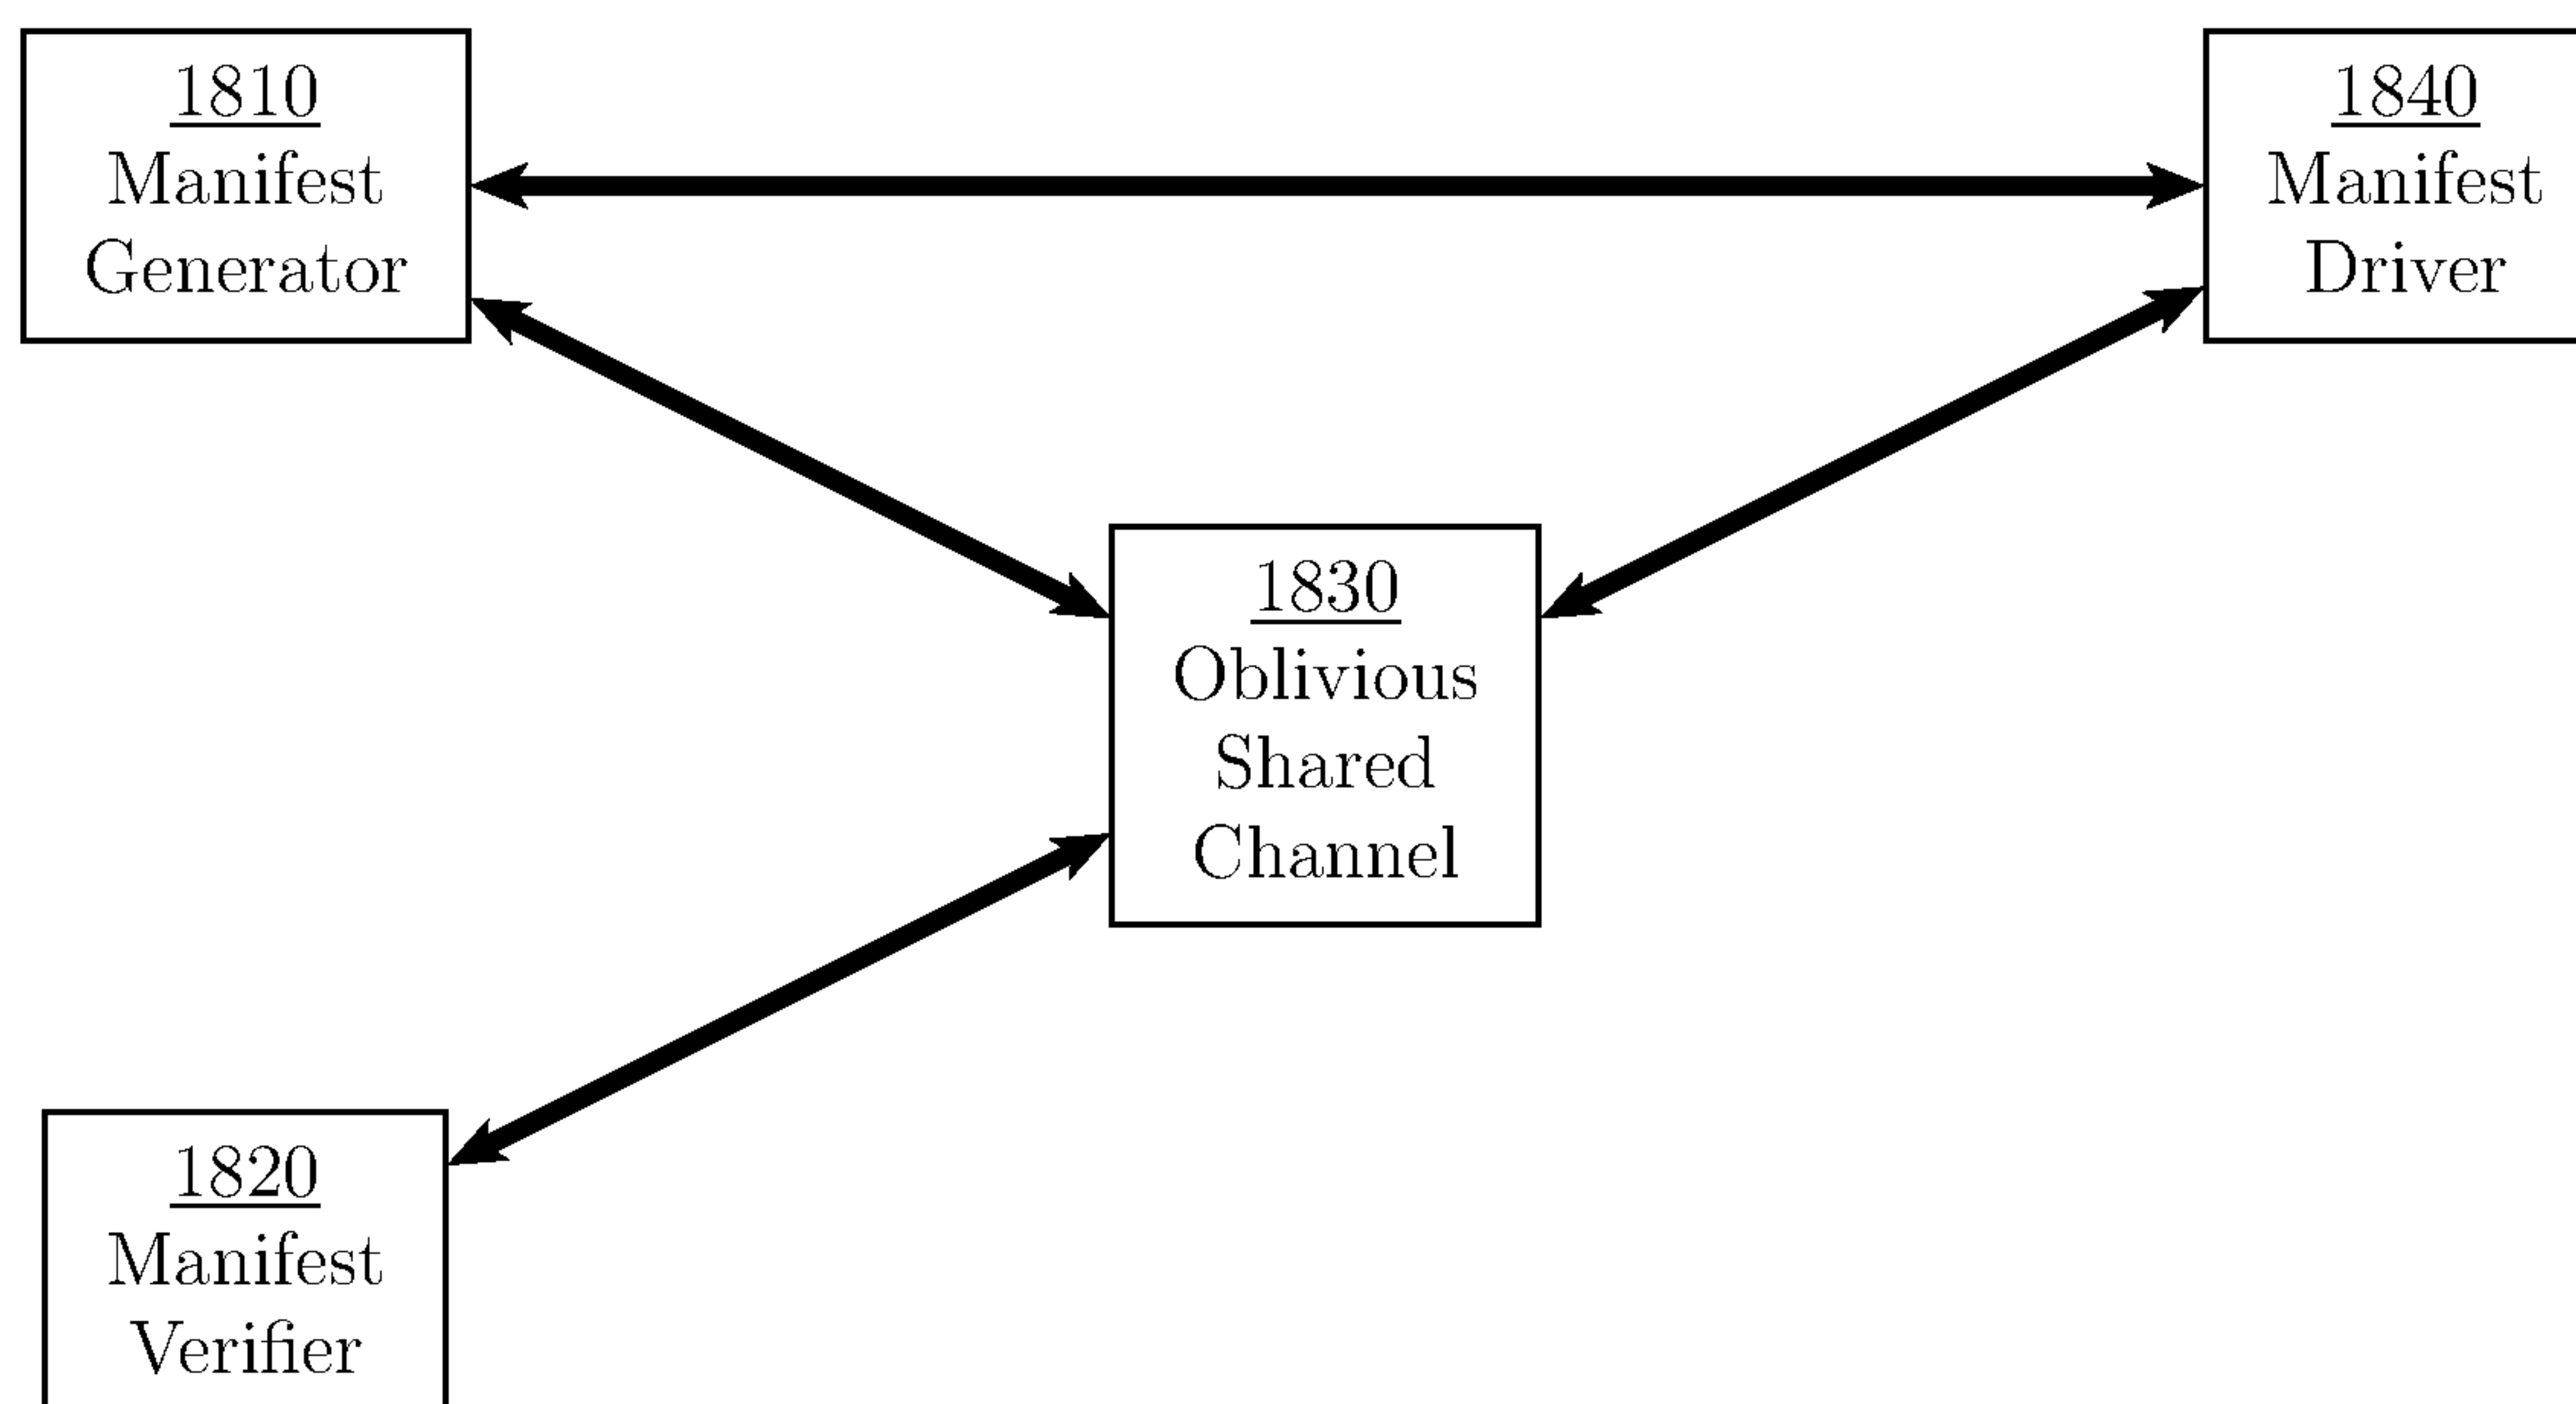 1810
Manifest
Generator
1840
Manifest
Driver
1830
Oblivious
Shared
Channel
1820
Manifest
Verifier